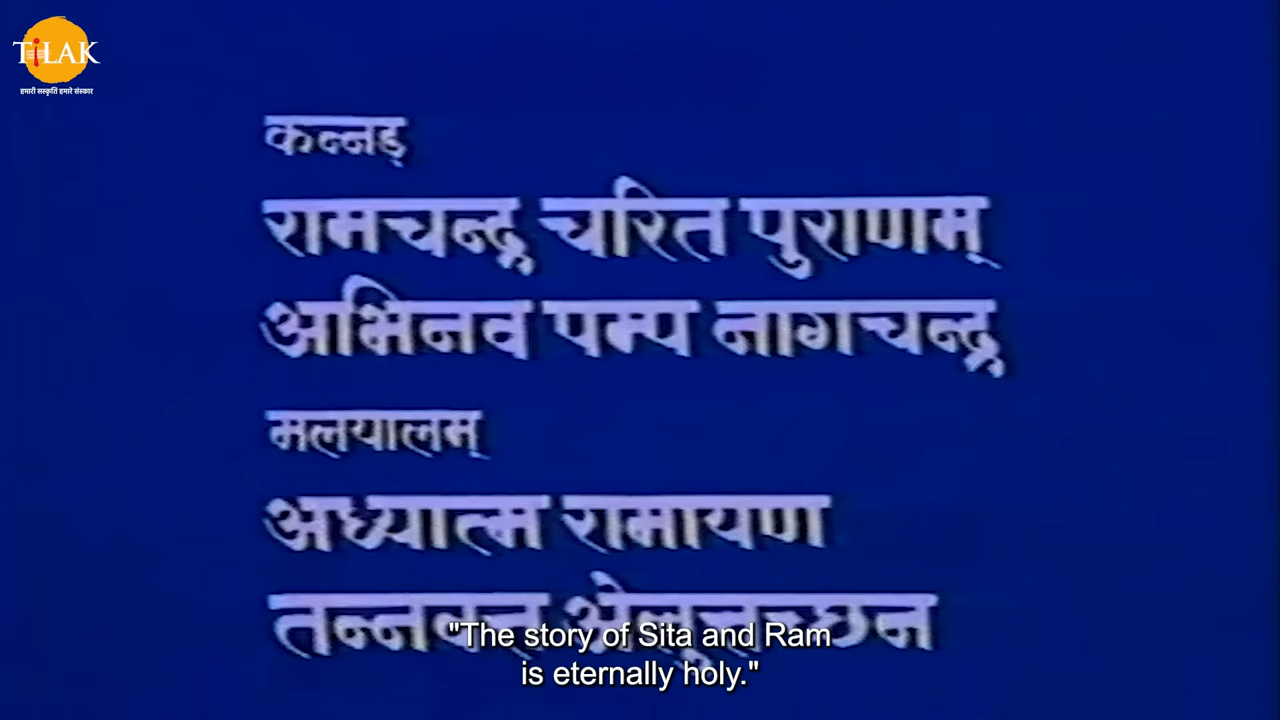 TiLAK
हमारी संस्कृति हमारे संस्कार
कन्नड़
रामचन्द्र चरित पुराणम्
अभिनव पम्प नागचन्द्र
मलयालम्
अध्यात्म रामायण
"The story of Sita and Ram
is eternally holy."